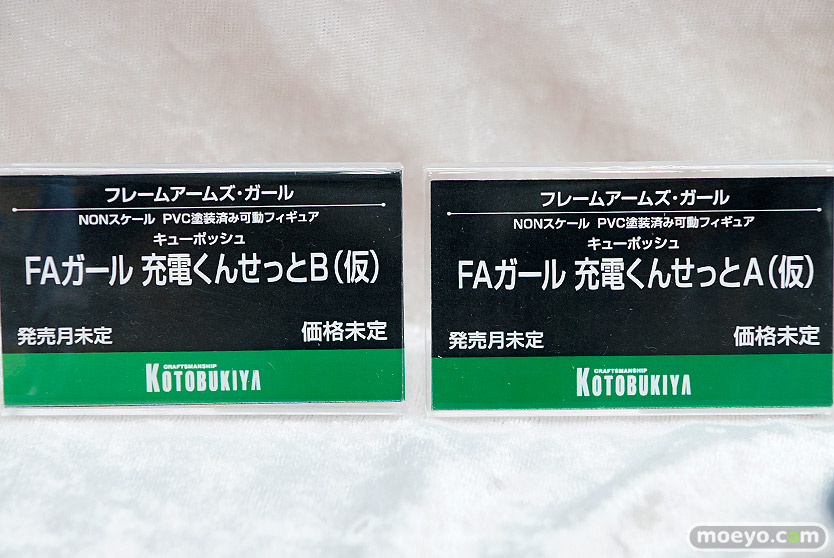 フレームアームズ・ガール
NONスケール PVC塗装済み可動フィギュア
キューポッシュ
FAガール 充電くんせっとB(仮)
発売月未定 価格未定
CRAFTSMANSHIP
KOTOBUKIYA
フレームアームズ・ガール
NONスケール PVC塗装済み可動フィギュア
キューポッシュ
FAガール 充電くんせっとA(仮)
発売月未定 価格未定
CRAFTSMANSHIP
KOTOBUKIYA
moeyo.com